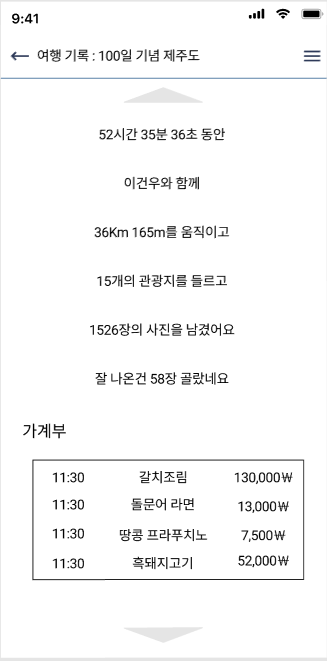 9:41
여행 기록 : 100일 기념 제주도
52시간 35분 36초 동안
이건우와 함께
36Km 165m를 움직이고
15개의 관광지를 들르고
1526장의 사진을 남겼어요
잘 나온건 58장 골랐네요
가계부
11:30 갈치조림 130,000₩
11:30 돌문어 라면 13,000₩
11:30 땅콩 프라푸치노 7,500₩
11:30 흑돼지고기 52,000₩